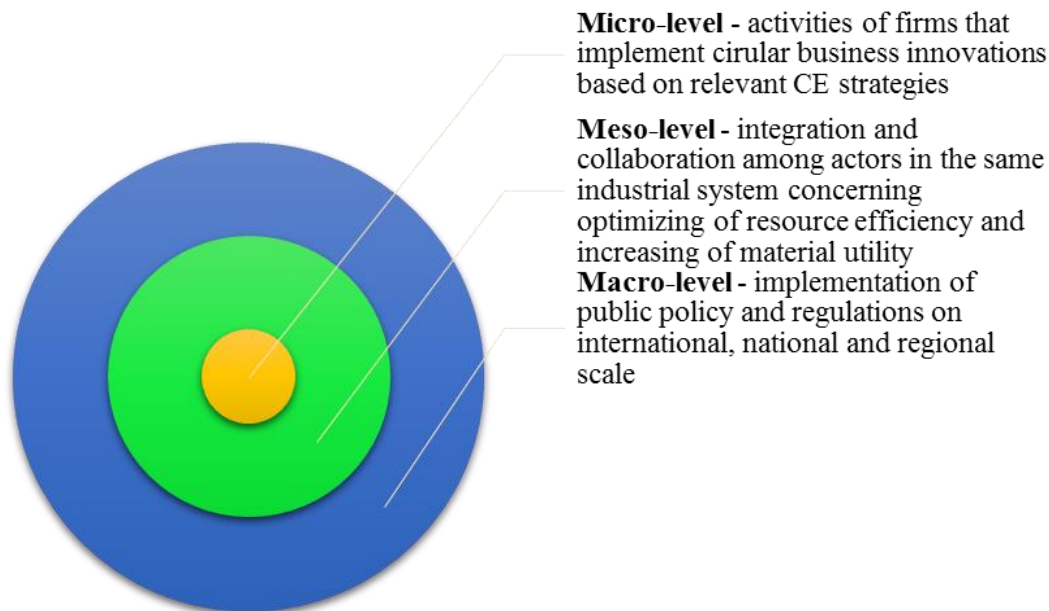 Micro-level - activities of firms that
implement cirular business innovations
based on relevant CE strategies
Meso-level - integration and
collaboration among actors in the same
industrial system concerning
optimizing of resource efficiency and
increasing of material utility
Macro-level - implementation of
public policy and regulations on
international, national and regional
scale